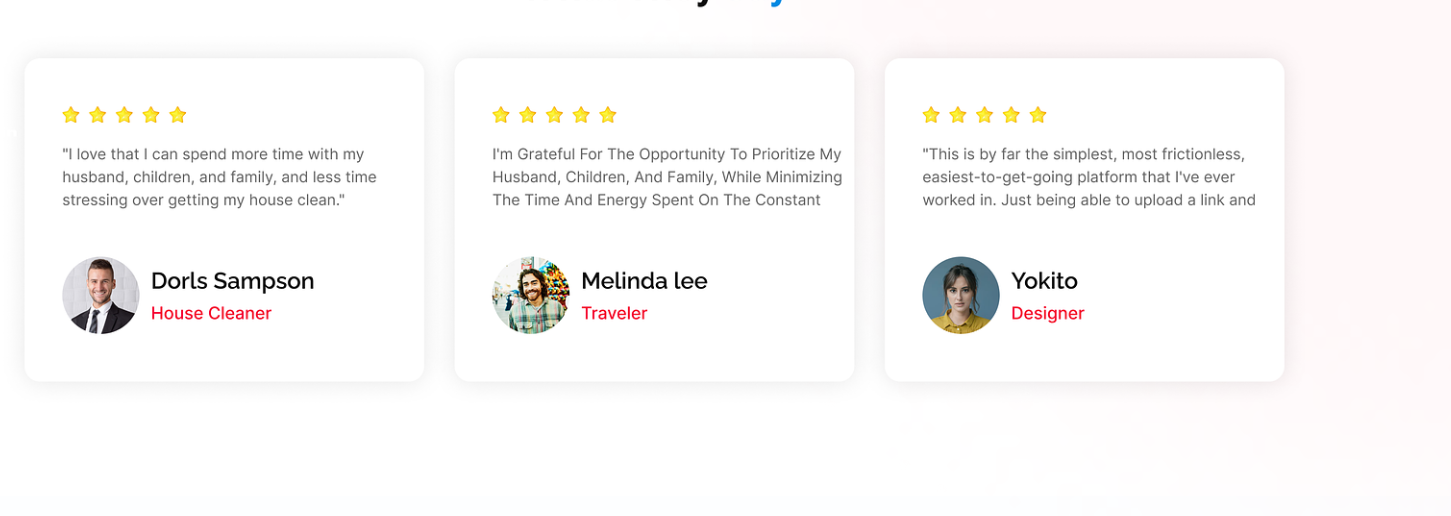 "I love that I can spend more time with my
husband, children, and family, and less time
stressing over getting my house clean."
Dorls Sampson
House Cleaner
I'm Grateful For The Opportunity To Prioritize My
Husband, Children, And Family, While Minimizing
The Time And Energy Spent On The Constant
Melinda lee
Traveler
"This is by far the simplest, most frictionless,
easiest-to-get-going platform that I've ever
worked in. Just being able to upload a link and
Yokito
Designer